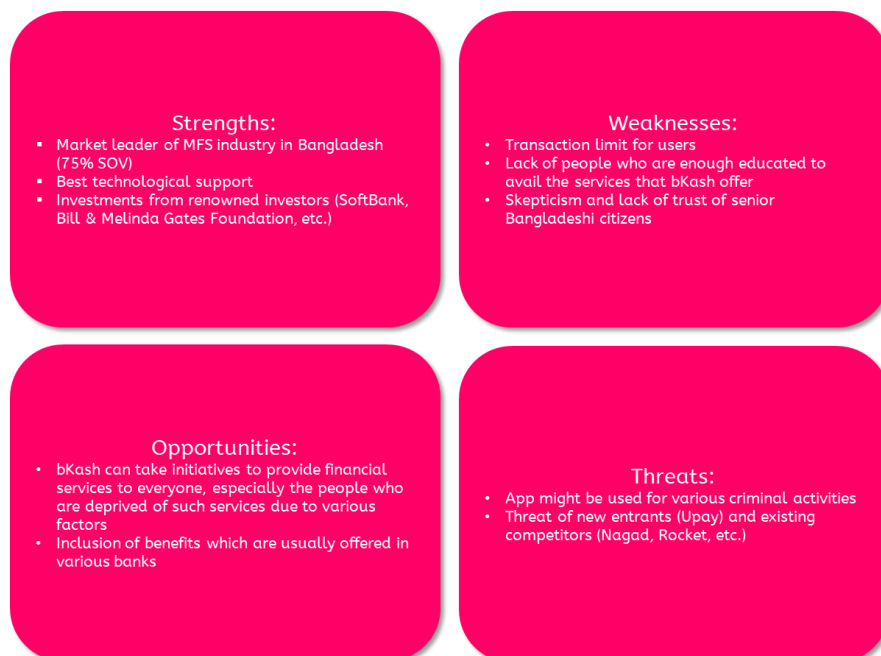 Strengths:
▪ Market leader of MFS industry in Bangladesh
(75% SOV)
▪ Best technological support
▪ Investments from renowned investors (SoftBank,
Bill & Melinda Gates Foundation, etc.)
Weaknesses:
• Transaction limit for users
• Lack of people who are enough educated to
avail the services that bKash offer
• Skepticism and lack of trust of senior
Bangladeshi citizens
Opportunities:
• bKash can take initiatives to provide financial
services to everyone, especially the people who
are deprived of such services due to various
factors
• Inclusion of benefits which are usually offered in
various banks
Threats:
• App might be used for various criminal activities
• Threat of new entrants (Upay) and existing
competitors (Nagad, Rocket, etc.)